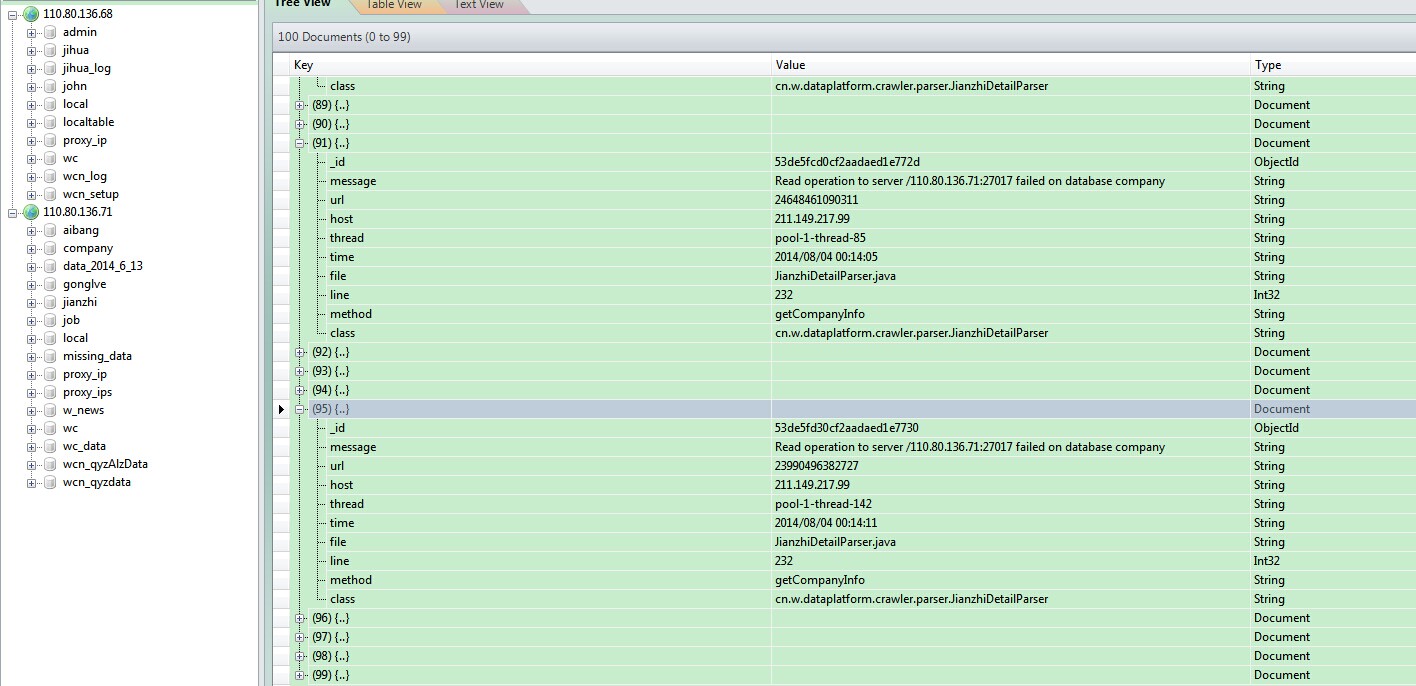 110.80.136.68
admin
jihua
jihua_log
john
local
localtable
proxy_ip
wc
wcn_log
wcn_setup
110.80.136.71
aibang
company
data_2014_6_13
gonglve
jianzhi
job
local
missing_data
proxy_ip
proxy_ips
w_news
wc
wc_data
wcn_qyzAlzData
wcn_qyzdata
Tree View Table View Text View
100 Documents (0 to 99)
Key Value Type
class cn.w.dataplatform.crawler.parser.JianzhiDetailParser String
(89) {..} Document
(90) {..} Document
(91) {..} Document
_id 53de5fcd0cf2aadaed1e772d ObjectId
message Read operation to server /110.80.136.71:27017 failed on database company String
url 24648461090311 String
host 211.149.217.99 String
thread pool-1-thread-85 String
time 2014/08/04 00:14:05 String
file JianzhiDetailParser.java String
line 232 Int32
method getCompanyInfo String
class cn.w.dataplatform.crawler.parser.JianzhiDetailParser String
(92) {..} Document
(93) {..} Document
(94) {..} Document
(95) {..} Document
_id 53de5fd30cf2aadaed1e7730 ObjectId
message Read operation to server /110.80.136.71:27017 failed on database company String
url 23990496382727 String
host 211.149.217.99 String
thread pool-1-thread-142 String
time 2014/08/04 00:14:11 String
file JianzhiDetailParser.java String
line 232 Int32
method getCompanyInfo String
class cn.w.dataplatform.crawler.parser.JianzhiDetailParser String
(96) {..} Document
(97) {..} Document
(98) {..} Document
(99) {..} Document